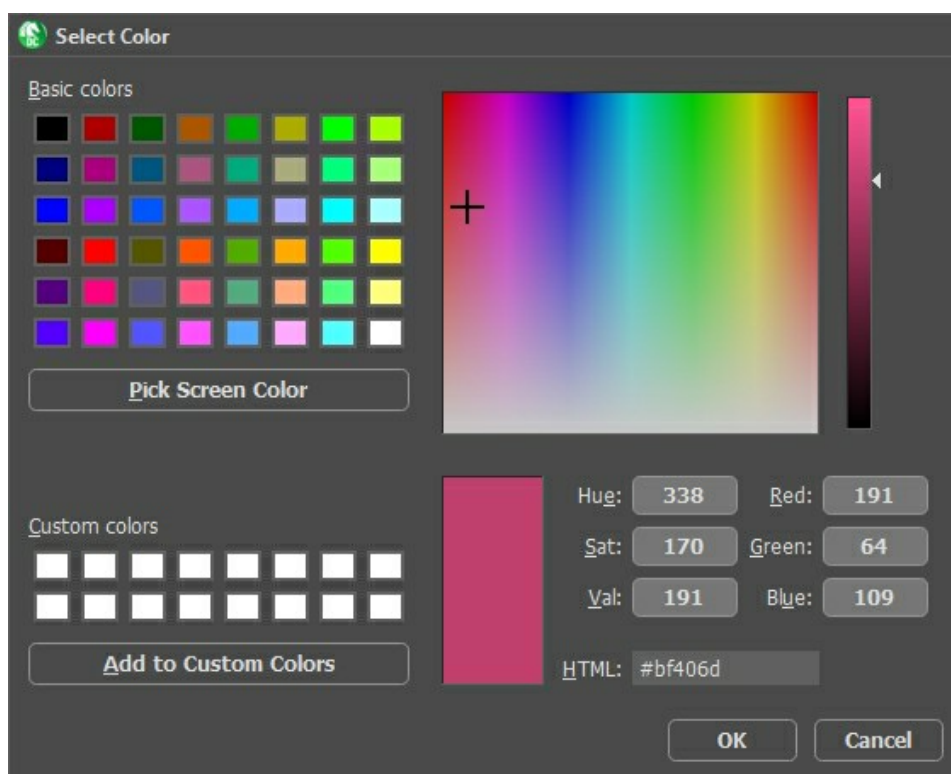 DC
Select Color
Basic colors
Pick Screen Color
Custom colors
Add to Custom Colors
Hue: 338 Red: 191
Sat: 170 Green: 64
Val: 191 Blue: 109
HTML: #bf406d
OK Cancel